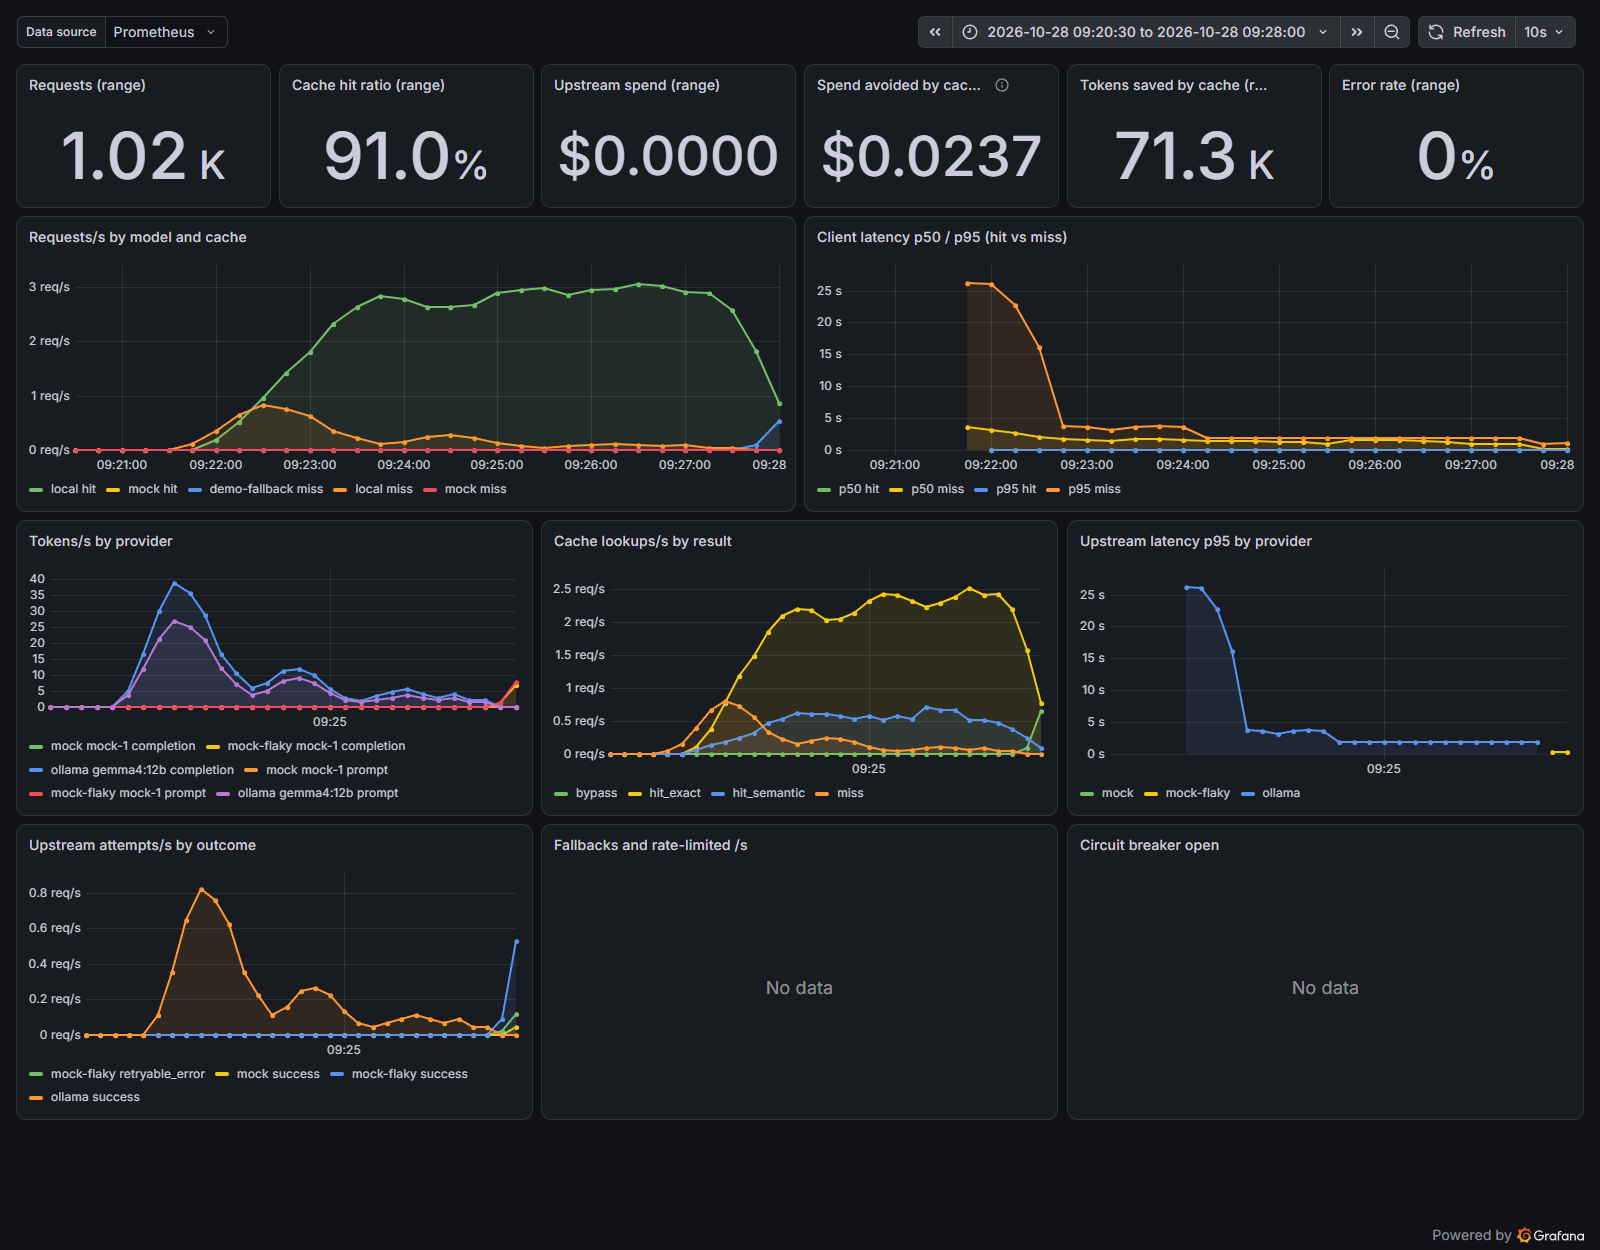 Data source Prometheus 2026-10-28 09:20:30 to 2026-10-28 09:28:00 Refresh 10s
Requests (range)
1.02 K
Cache hit ratio (range)
91.0%
Upstream spend (range)
$0.0000
Spend avoided by cac...
$0.0237
Tokens saved by cache (r...
71.3 K
Error rate (range)
0%
Requests/s by model and cache
3 req/s
2 req/s
1 req/s
0 req/s
09:21:00 09:22:00 09:23:00 09:24:00 09:25:00 09:26:00 09:27:00 09:28
local hit mock hit demo-fallback miss local miss mock miss
Client latency p50 / p95 (hit vs miss)
25 s
20 s
15 s
10 s
5 s
0 s
09:21:00 09:22:00 09:23:00 09:24:00 09:25:00 09:26:00 09:27:00 09:28
p50 hit p50 miss p95 hit p95 miss
Tokens/s by provider
40
35
30
25
20
15
10
5
0
09:25
mock mock-1 completion mock-flaky mock-1 completion
ollama gemma4:12b completion mock mock-1 prompt
mock-flaky mock-1 prompt ollama gemma4:12b prompt
Cache lookups/s by result
2.5 req/s
2 req/s
1.5 req/s
1 req/s
0.5 req/s
0 req/s
09:25
bypass hit_exact hit_semantic miss
Upstream latency p95 by provider
25 s
20 s
15 s
10 s
5 s
0 s
09:25
mock mock-flaky ollama
Upstream attempts/s by outcome
0.8 req/s
0.6 req/s
0.4 req/s
0.2 req/s
0 req/s
09:25
mock-flaky retryable_error mock success mock-flaky success
ollama success
Fallbacks and rate-limited /s
No data
Circuit breaker open
No data
Powered by Grafana